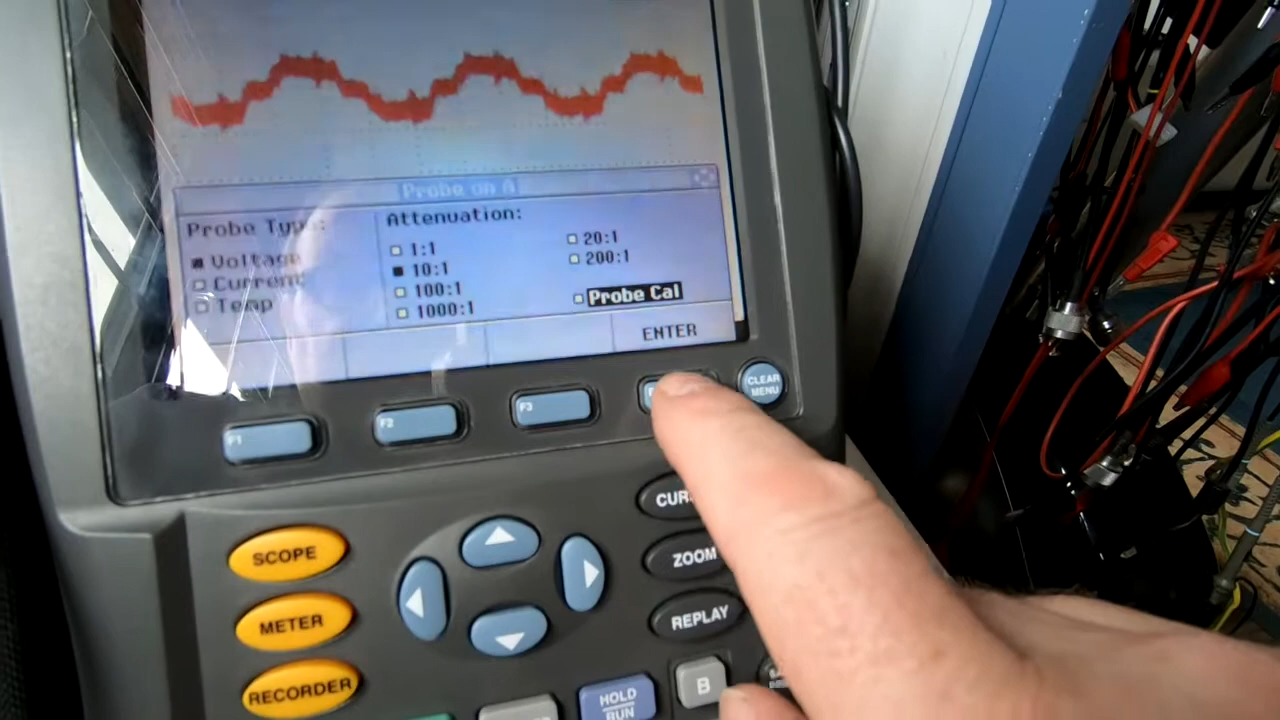 Probe on A
Probe Type:
Voltage
Current
Temp
Attenuation:
1:1
10:1
100:1
1000:1
20:1
200:1
Probe Cal
ENTER
F1
F2
F3
CLEAR
MENU
SCOPE
METER
RECORDER
ZOOM
REPLAY
HOLD
RUN
B